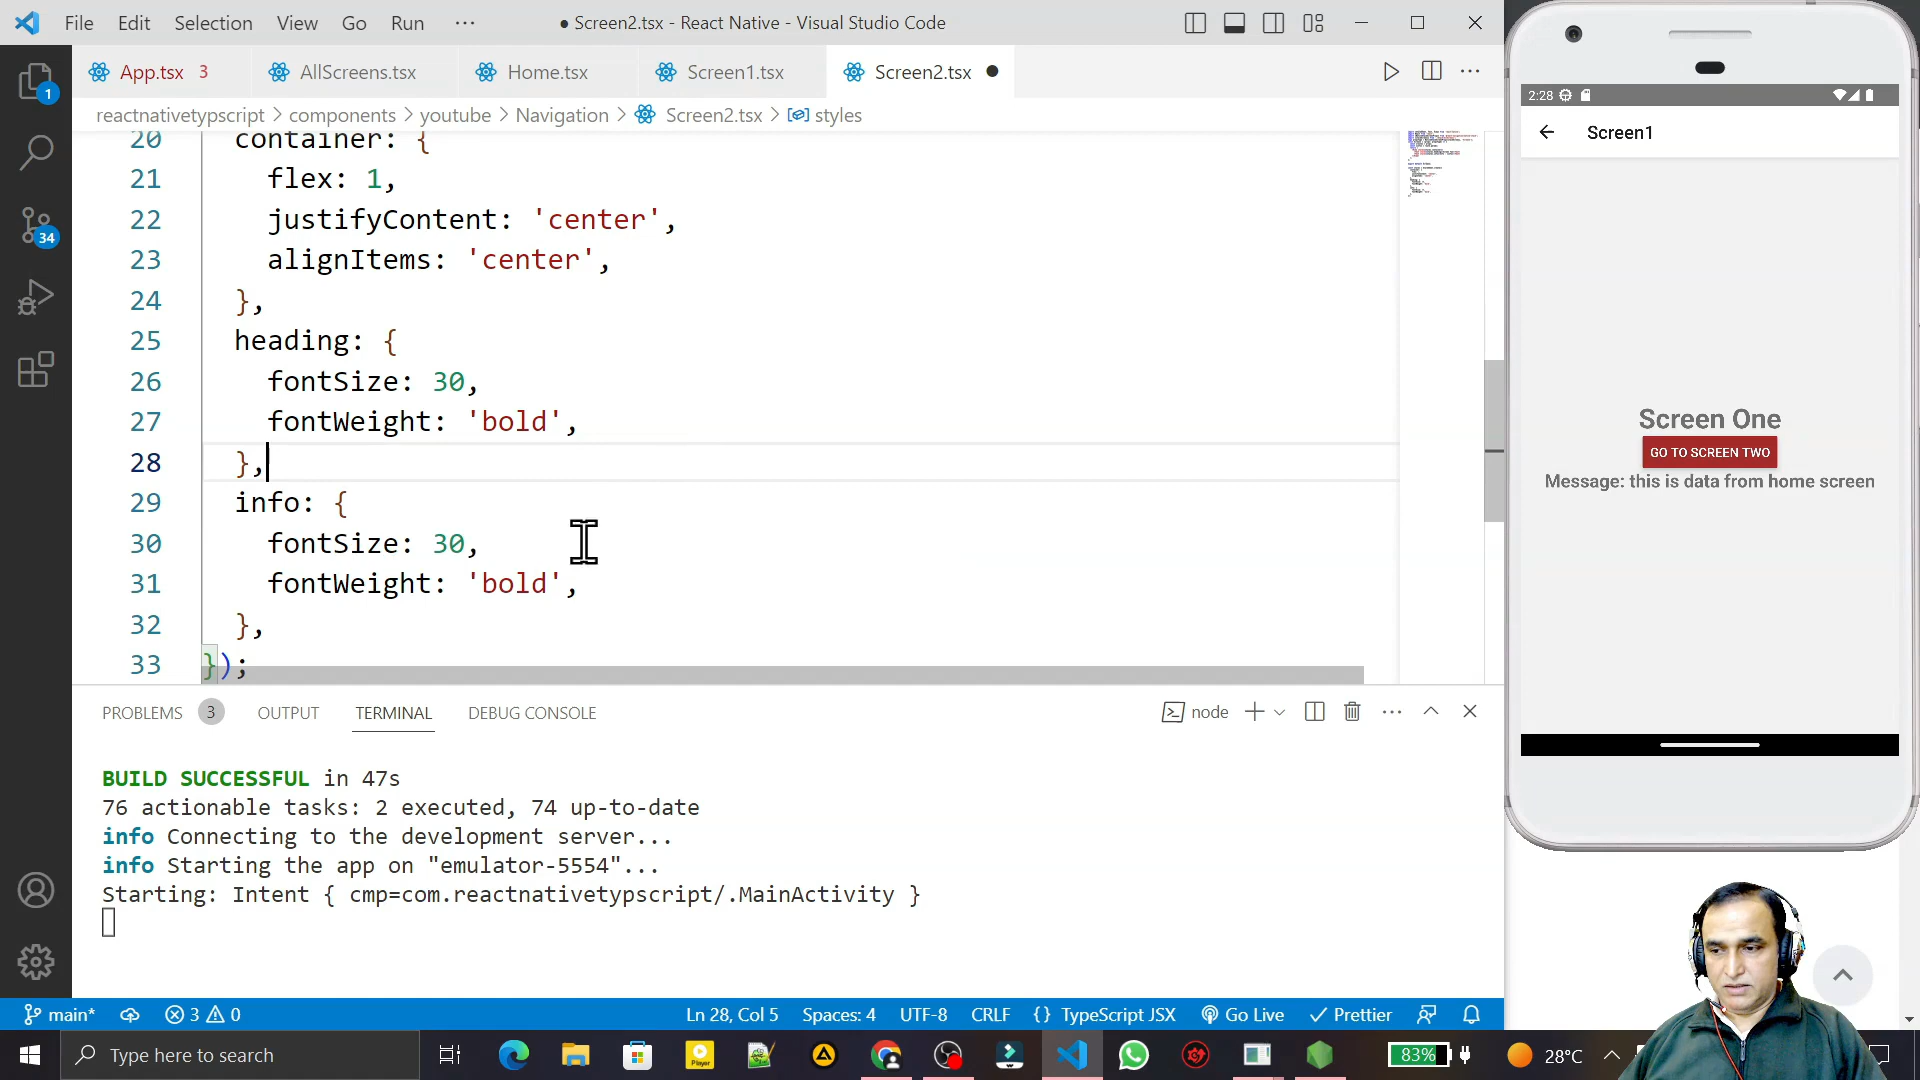 File Edit Selection View Go Run ··· ● Screen2.tsx - React Native - Visual Studio Code
App.tsx 3 AllScreens.tsx Home.tsx Screen1.tsx Screen2.tsx ●
reactnativetypscript > components > youtube > Navigation > Screen2.tsx > styles
20 container: {
21 flex: 1,
22 justifyContent: 'center',
23 alignItems: 'center',
24 },
25 heading: {
26 fontSize: 30,
27 fontWeight: 'bold',
28 },
29 info: {
30 fontSize: 30,
31 fontWeight: 'bold',
32 },
33 });
1
34
PROBLEMS 3 OUTPUT TERMINAL DEBUG CONSOLE
node
BUILD SUCCESSFUL in 47s
76 actionable tasks: 2 executed, 74 up-to-date
info Connecting to the development server...
info Starting the app on "emulator-5554"...
Starting: Intent { cmp=com.reactnativetypscript/.MainActivity }
main* 3 0 Ln 28, Col 5 Spaces: 4 UTF-8 CRLF {} TypeScript JSX Go Live Prettier
Type here to search
Player
83% 28°C
2:28
Screen1
Screen One
GO TO SCREEN TWO
Message: this is data from home screen